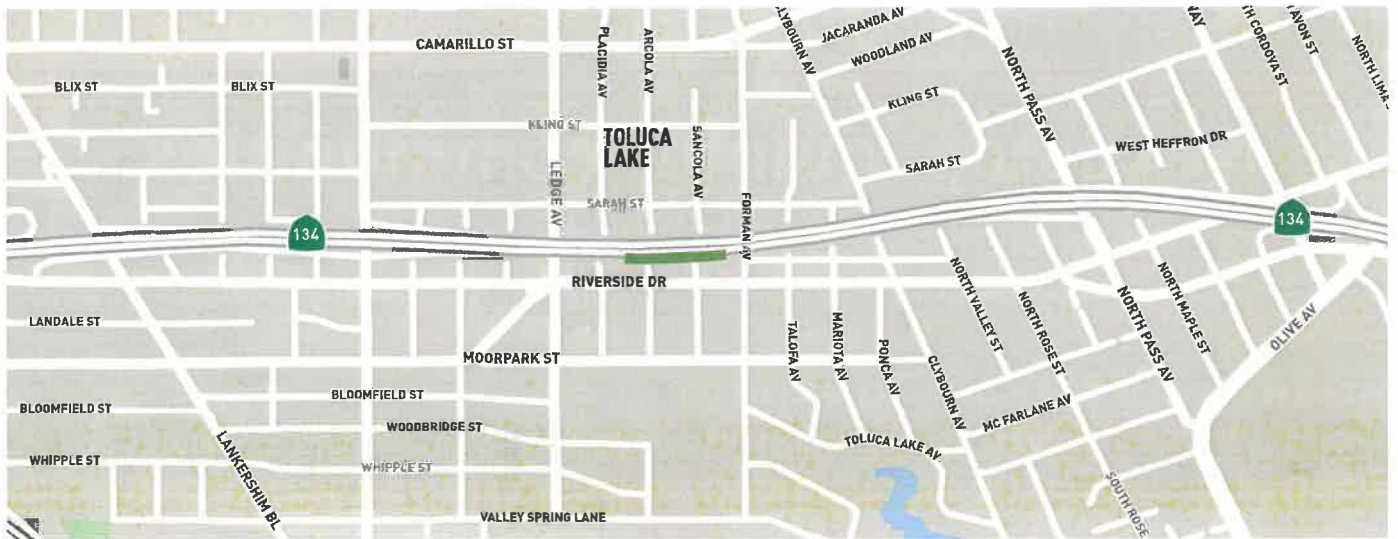 CAMARILLO ST
PLACIDIA AV
ARCOLA AV
CLYBOURN AV
JACARANDA AV
WOODLAND AV
NORTH PASS AV
WAY
TH CORDOVA ST
AVON ST
NORTH LIMA
BLIX ST
BLIX ST
KLING ST
KLING ST
TOLUCA
LAKE
SANCOLA AV
WEST HEFFRON DR
SARAH ST
LEDGE AV
SARAH ST
FORMAN AV
134
134
RIVERSIDE DR
NORTH VALLEY ST
NORTH ROSE ST
NORTH PASS AV
NORTH MAPLE ST
OLIVE AV
LANDALE ST
TALOFA AV
MARIOTA AV
PONCA AV
CLYBOURN AV
MOORPARK ST
BLOOMFIELD ST
BLOOMFIELD ST
MC FARLANE AV
WOODBRIDGE ST
TOLUCA LAKE AV
LANKERSHIM BL
WHIPPLE ST
WHIPPLE ST
SOUTH ROSE
VALLEY SPRING LANE